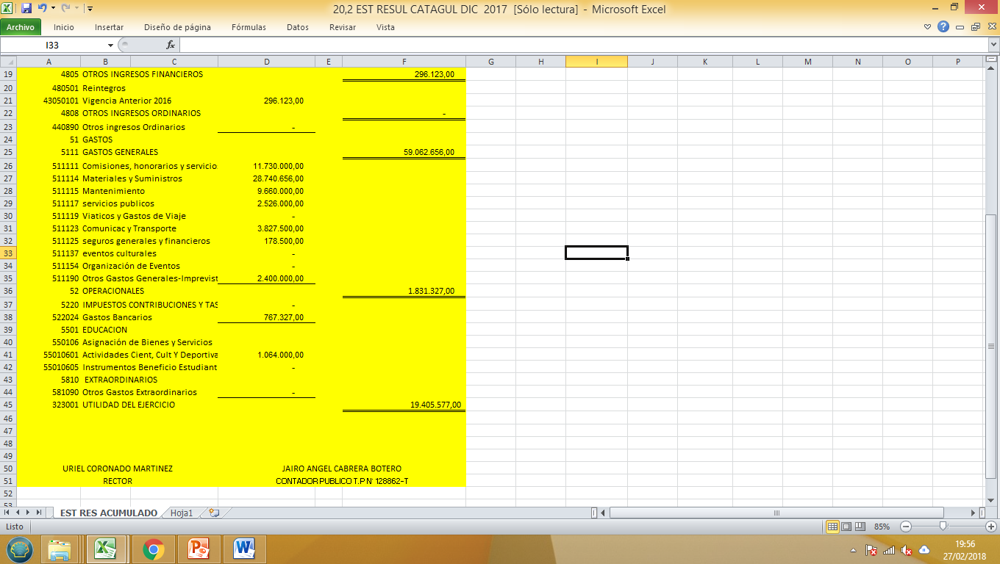 20,2 EST RESUL CATAGUL DIC 2017 [Sólo lectura] - Microsoft Excel
Archivo Inicio Insertar Diseño de página Fórmulas Datos Revisar Vista
I33 fx
A B C D E F G H I J K L M N O P
19 4805 OTROS INGRESOS FINANCIEROS 296.123,00
20 480501 Reintegros
21 43050101 Vigencia Anterior 2016 296.123,00
22 4808 OTROS INGRESOS ORDINARIOS -
23 440890 Otros ingresos Ordinarios -
24 51 GASTOS
25 5111 GASTOS GENERALES 59.062.656,00
26 511111 Comisiones, honorarios y servicio 11.730.000,00
27 511114 Materiales y Suministros 28.740.656,00
28 511115 Mantenimiento 9.660.000,00
29 511117 servicios publicos 2.526.000,00
30 511119 Viaticos y Gastos de Viaje -
31 511123 Comunicac y Transporte 3.827.500,00
32 511125 seguros generales y financieros 178.500,00
33 511137 eventos culturales -
34 511154 Organización de Eventos -
35 511190 Otros Gastos Generales-Imprevist 2.400.000,00
36 52 OPERACIONALES 1.831.327,00
37 5220 IMPUESTOS CONTRIBUCIONES Y TAS -
38 522024 Gastos Bancarios 767.327,00
39 5501 EDUCACION
40 550106 Asignación de Bienes y Servicios
41 55010601 Actividades Cient, Cult Y Deportiva 1.064.000,00
42 55010605 Instrumentos Beneficio Estudiant -
43 5810 EXTRAORDINARIOS
44 581090 Otros Gastos Extraordinarios -
45 323001 UTILIDAD DEL EJERCICIO 19.405.577,00
46
47
48
49
50 URIEL CORONADO MARTINEZ JAIRO ANGEL CABRERA BOTERO
51 RECTOR CONTADOR PUBLICO T.P N° 128862-T
52
53
EST RES ACUMULADO Hoja1
Listo 85%
19:56
27/02/2018